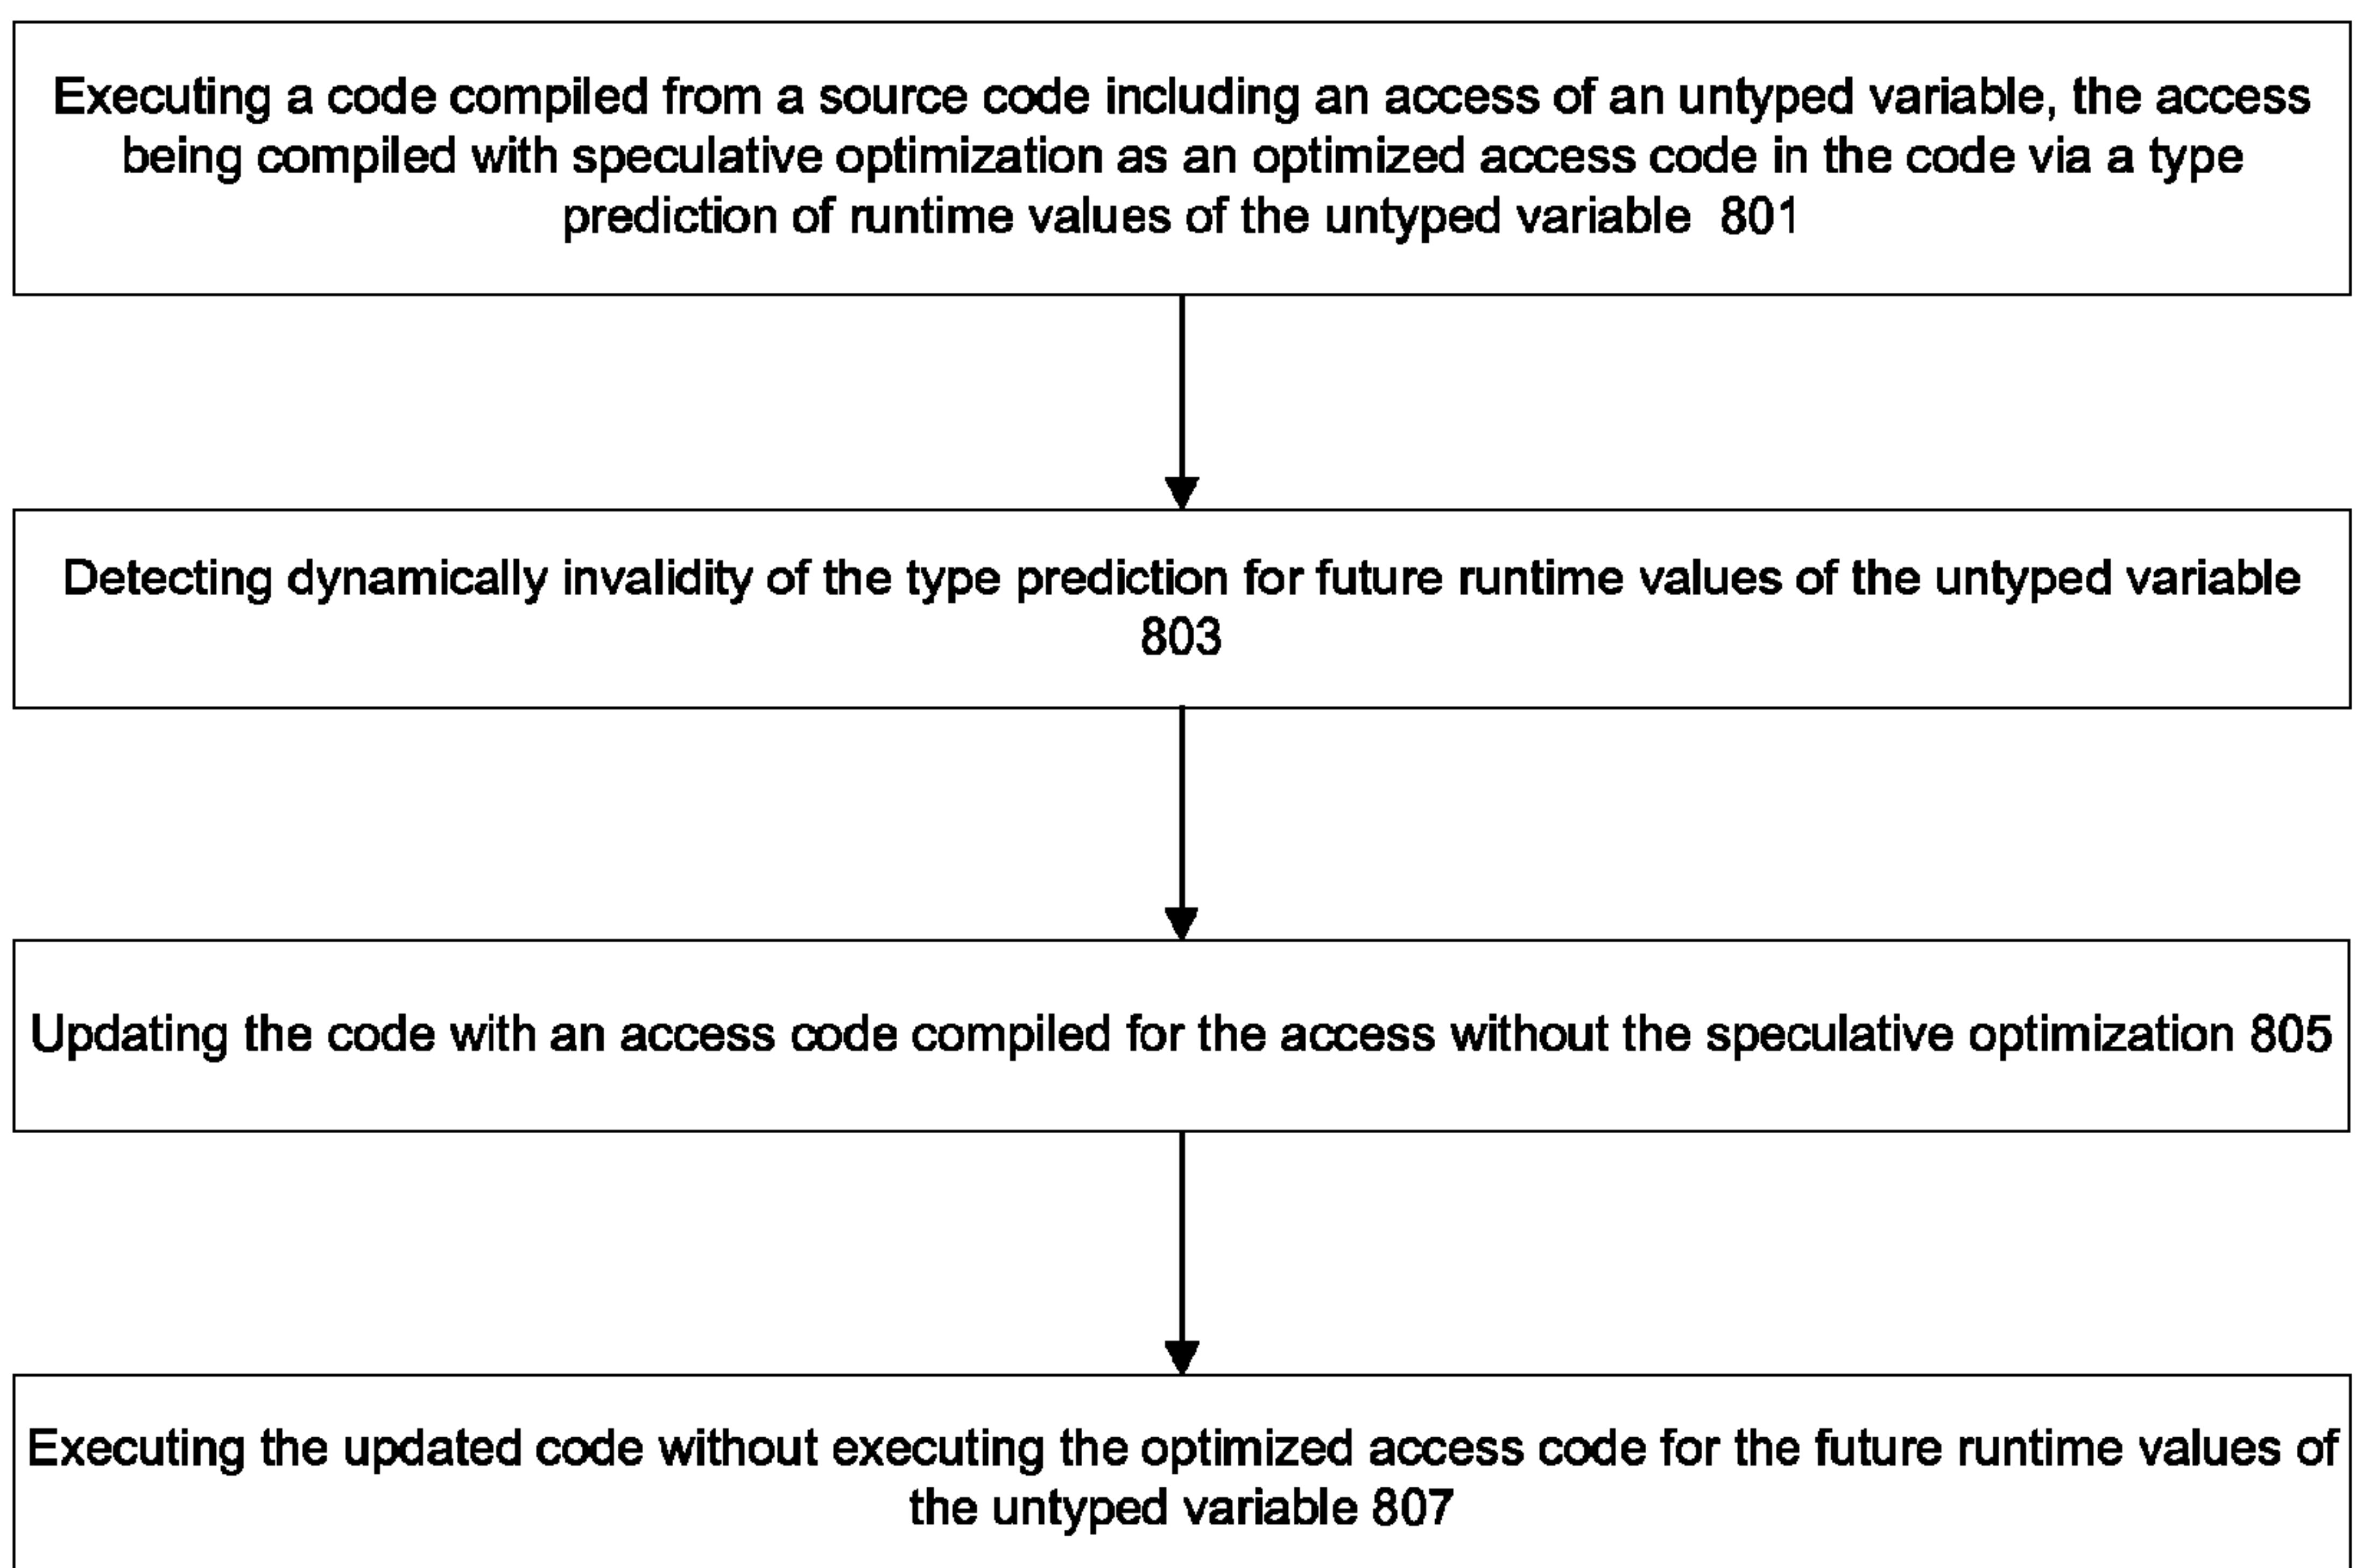 Executing a code compiled from a source code including an access of an untyped variable, the access
being compiled with speculative optimization as an optimized access code in the code via a type
prediction of runtime values of the untyped variable 801
Detecting dynamically invalidity of the type prediction for future runtime values of the untyped variable
803
Updating the code with an access code compiled for the access without the speculative optimization 805
Executing the updated code without executing the optimized access code for the future runtime values of
the untyped variable 807